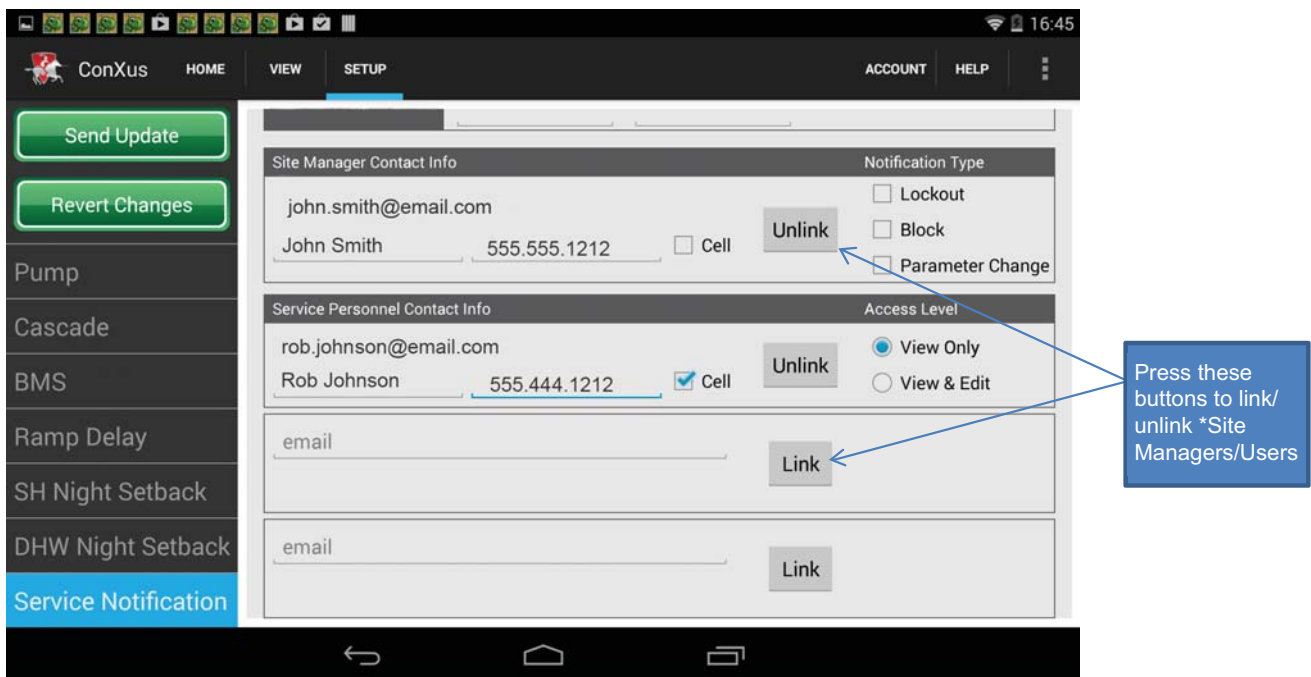 16:45
ConXus HOME VIEW SETUP ACCOUNT HELP
Send Update
Revert Changes
Pump
Cascade
BMS
Ramp Delay
SH Night Setback
DHW Night Setback
Service Notification
Site Manager Contact Info Notification Type
john.smith@email.com
John Smith 555.555.1212 Cell Unlink
Lockout
Block
Parameter Change
Service Personnel Contact Info Access Level
rob.johnson@email.com
Rob Johnson 555.444.1212 Cell Unlink
View Only
View & Edit
email Link
email Link
Press these
buttons to link/
unlink *Site
Managers/Users